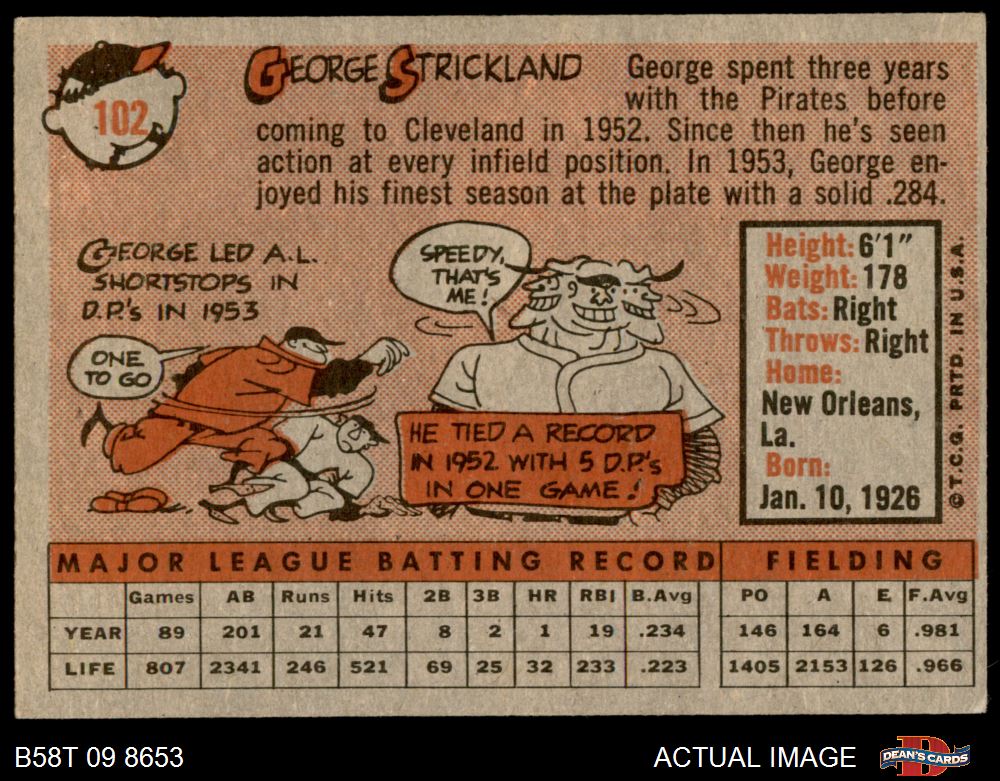 102
GEORGE STRICKLAND
George spent three years
with the Pirates before
coming to Cleveland in 1952. Since then he's seen
action at every infield position. In 1953, George en-
joyed his finest season at the plate with a solid .284.
GEORGE LED A.L.
SHORTSTOPS IN
D.P.'s IN 1953
ONE
TO GO
SPEEDY,
THAT'S
ME!
HE TIED A RECORD
IN 1952 WITH 5 D.P.'s
IN ONE GAME!
Height: 6'1"
Weight: 178
Bats: Right
Throws: Right
Home:
New Orleans,
La.
Born:
Jan. 10, 1926
©T.C.G. PRTD. IN U.S.A.
MAJOR LEAGUE BATTING RECORD FIELDING
Games AB Runs Hits 2B 3B HR RBI B.Avg PO A E F.Avg
YEAR 89 201 21 47 8 2 1 19 .234 146 164 6 .981
LIFE 807 2341 246 521 69 25 32 233 .223 1405 2153 126 .966
B58T 09 8653 ACTUAL IMAGE DEAN'S CARDS